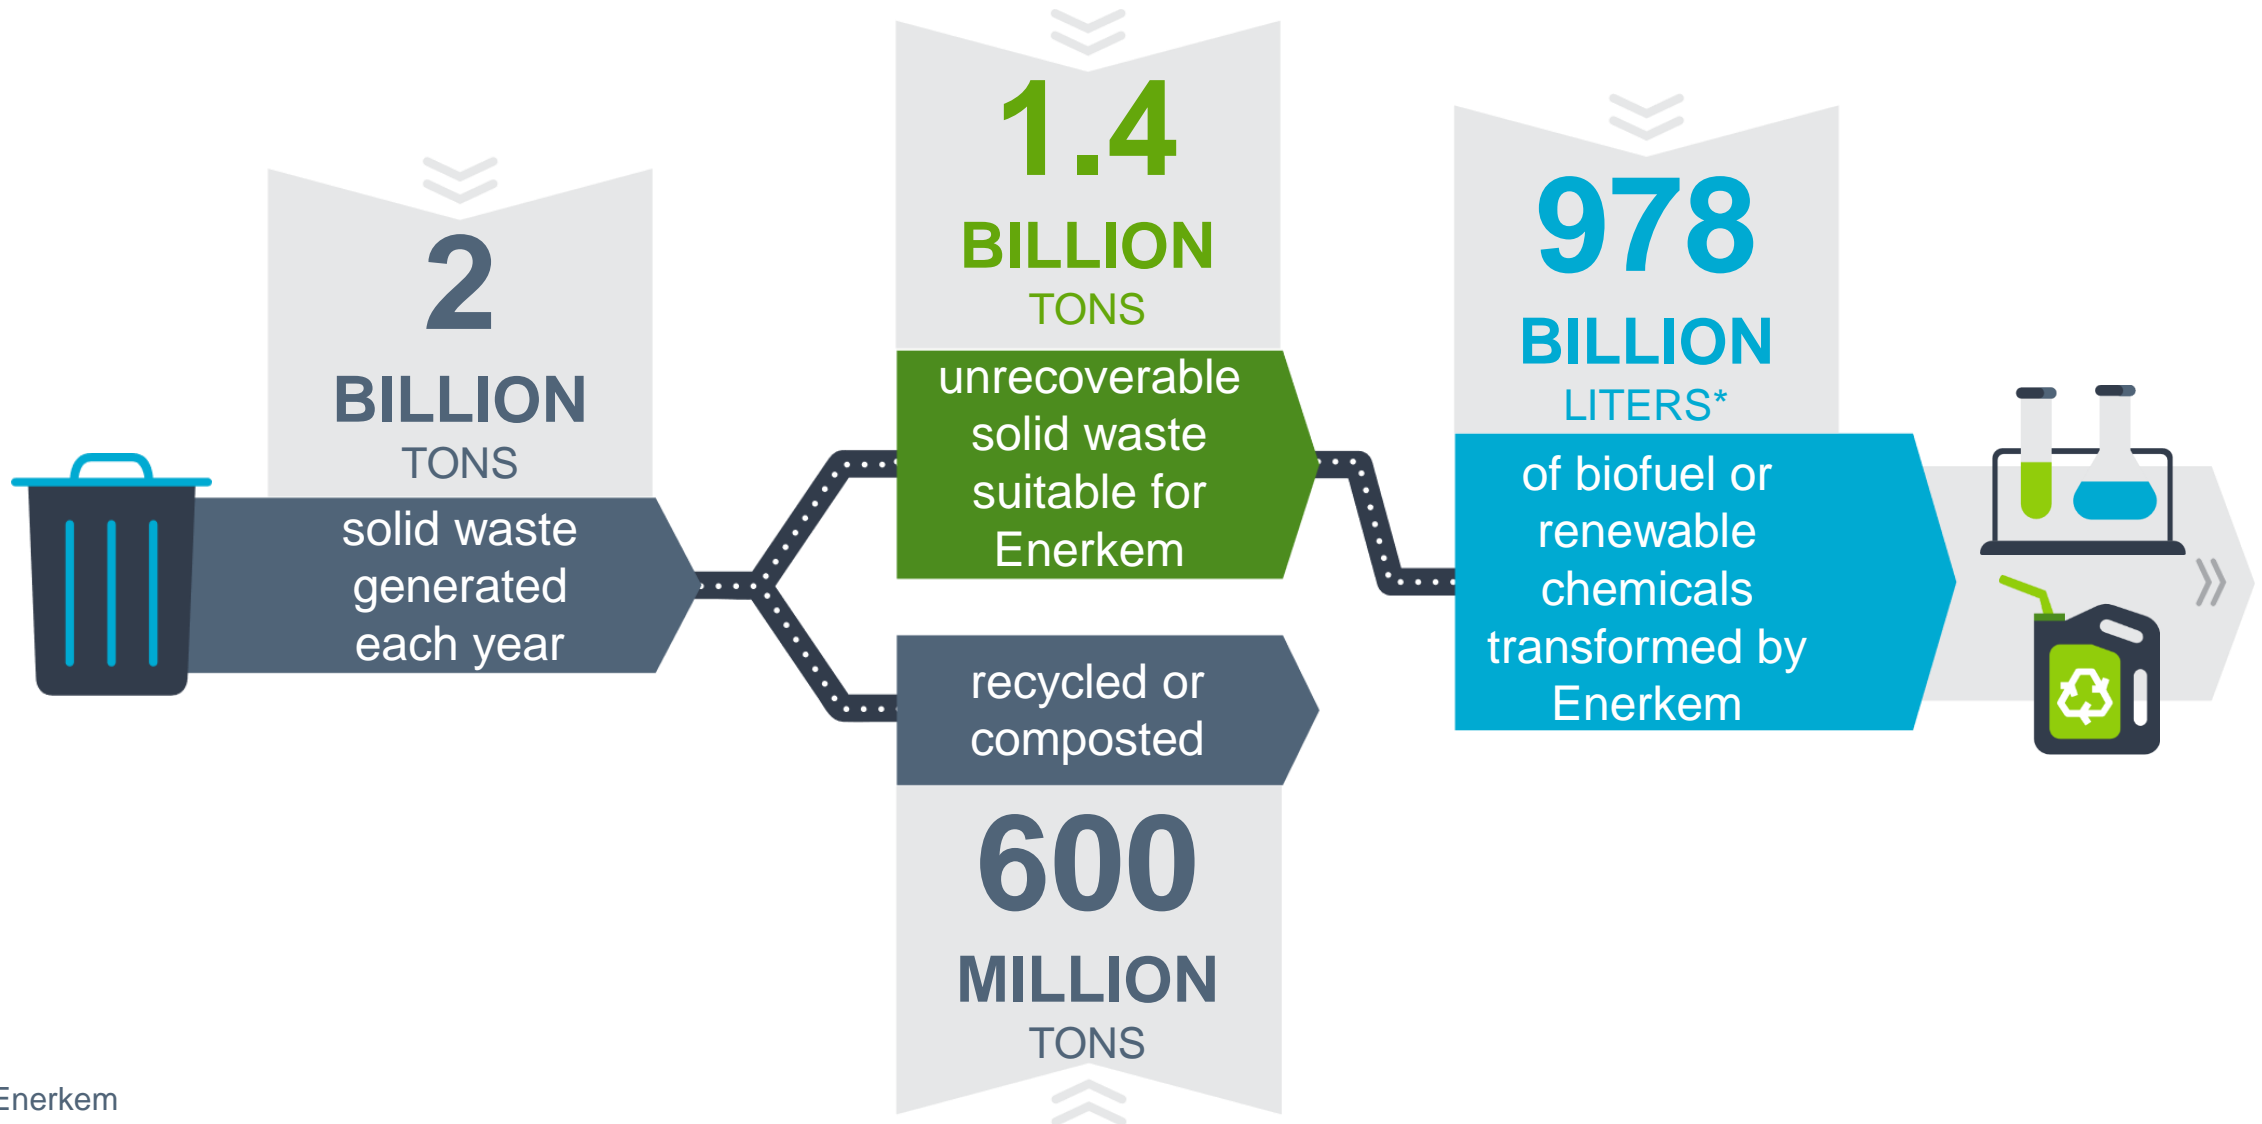 2
BILLION
TONS
solid waste
generated
each year
1.4
BILLION
TONS
unrecoverable
solid waste
suitable for
Enerkem
recycled or
composted
600
MILLION
TONS
978
BILLION
LITERS*
of biofuel or
renewable
chemicals
transformed by
Enerkem
Enerkem